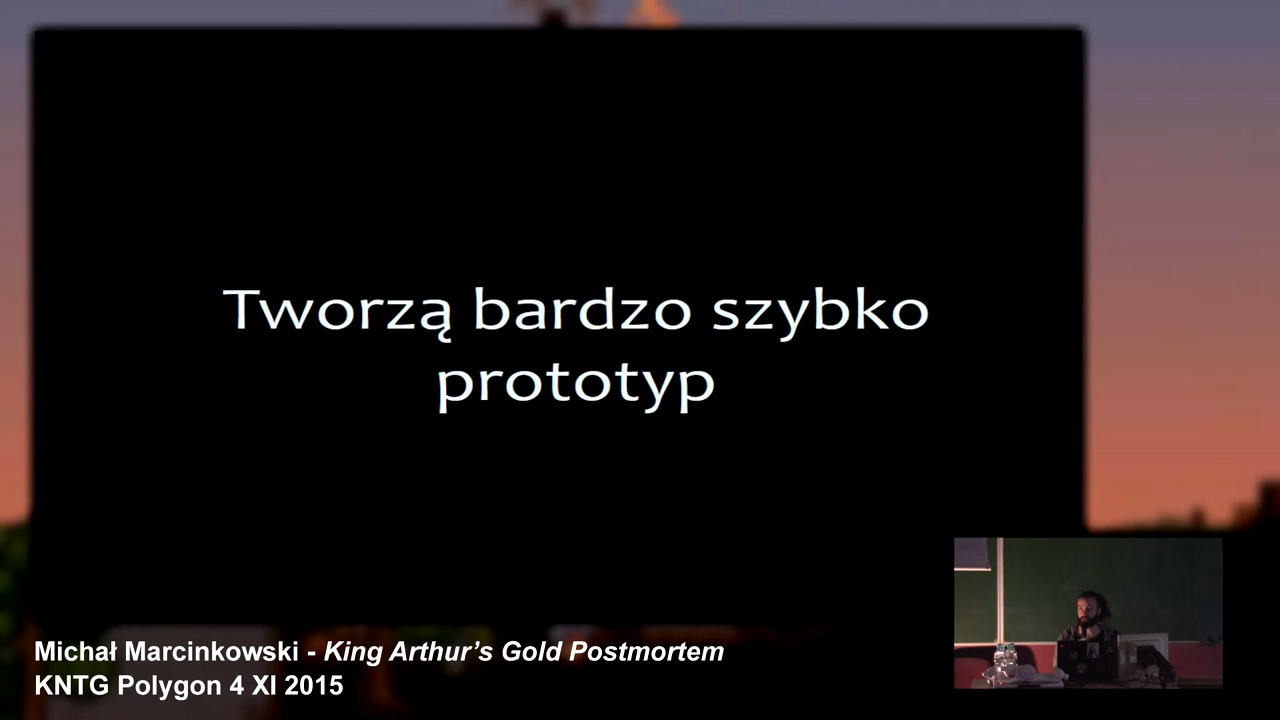 Tworzą bardzo szybko
prototyp
Michał Marcinkowski - King Arthur’s Gold Postmortem
KNTG Polygon 4 XI 2015